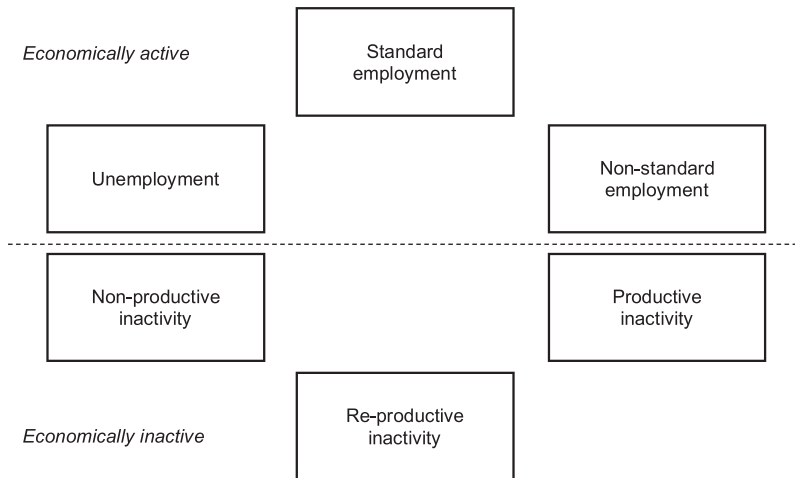 Economically active
Standard
employment
Unemployment
Non-standard
employment
Non-productive
inactivity
Productive
inactivity
Economically inactive
Re-productive
inactivity